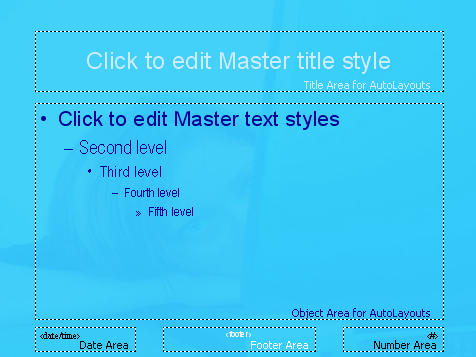 Click to edit Master title style
Title Area for AutoLayouts
• Click to edit Master text styles
– Second level
• Third level
– Fourth level
» Fifth level
Object Area for AutoLayouts
<date/time>
Date Area
<footer>
Footer Area
<#>
Number Area